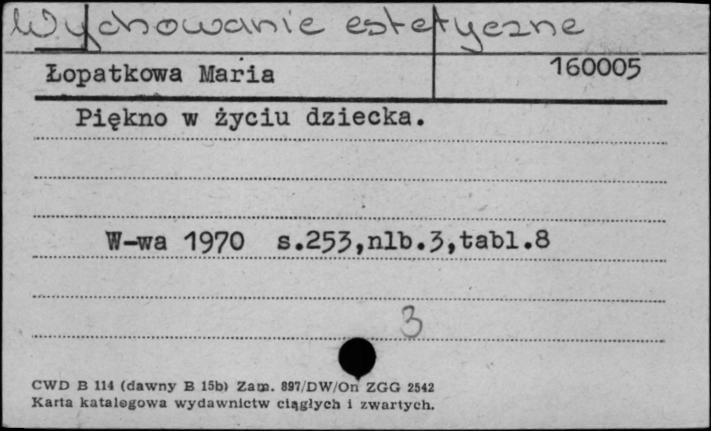 Wychowanie estetyczne
Łopatkowa Maria 160005
Piękno w życiu dziecka.
W-wa 1970 s.253,nlb.3,tabl.8
3
CWD B 114 (dawny B 15b) Zam. 897/DW/On ZGG 2542
Karta katalogowa wydawnictw ciągłych i zwartych.